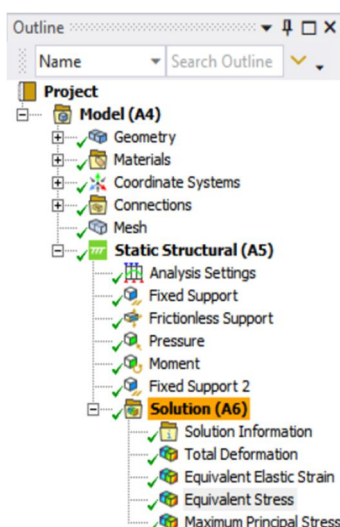 Outline
Name Search Outline
Project
Model (A4)
Geometry
Materials
Coordinate Systems
Connections
Mesh
Static Structural (A5)
Analysis Settings
Fixed Support
Frictionless Support
Pressure
Moment
Fixed Support 2
Solution (A6)
Solution Information
Total Deformation
Equivalent Elastic Strain
Equivalent Stress
Maximum Principal Stress